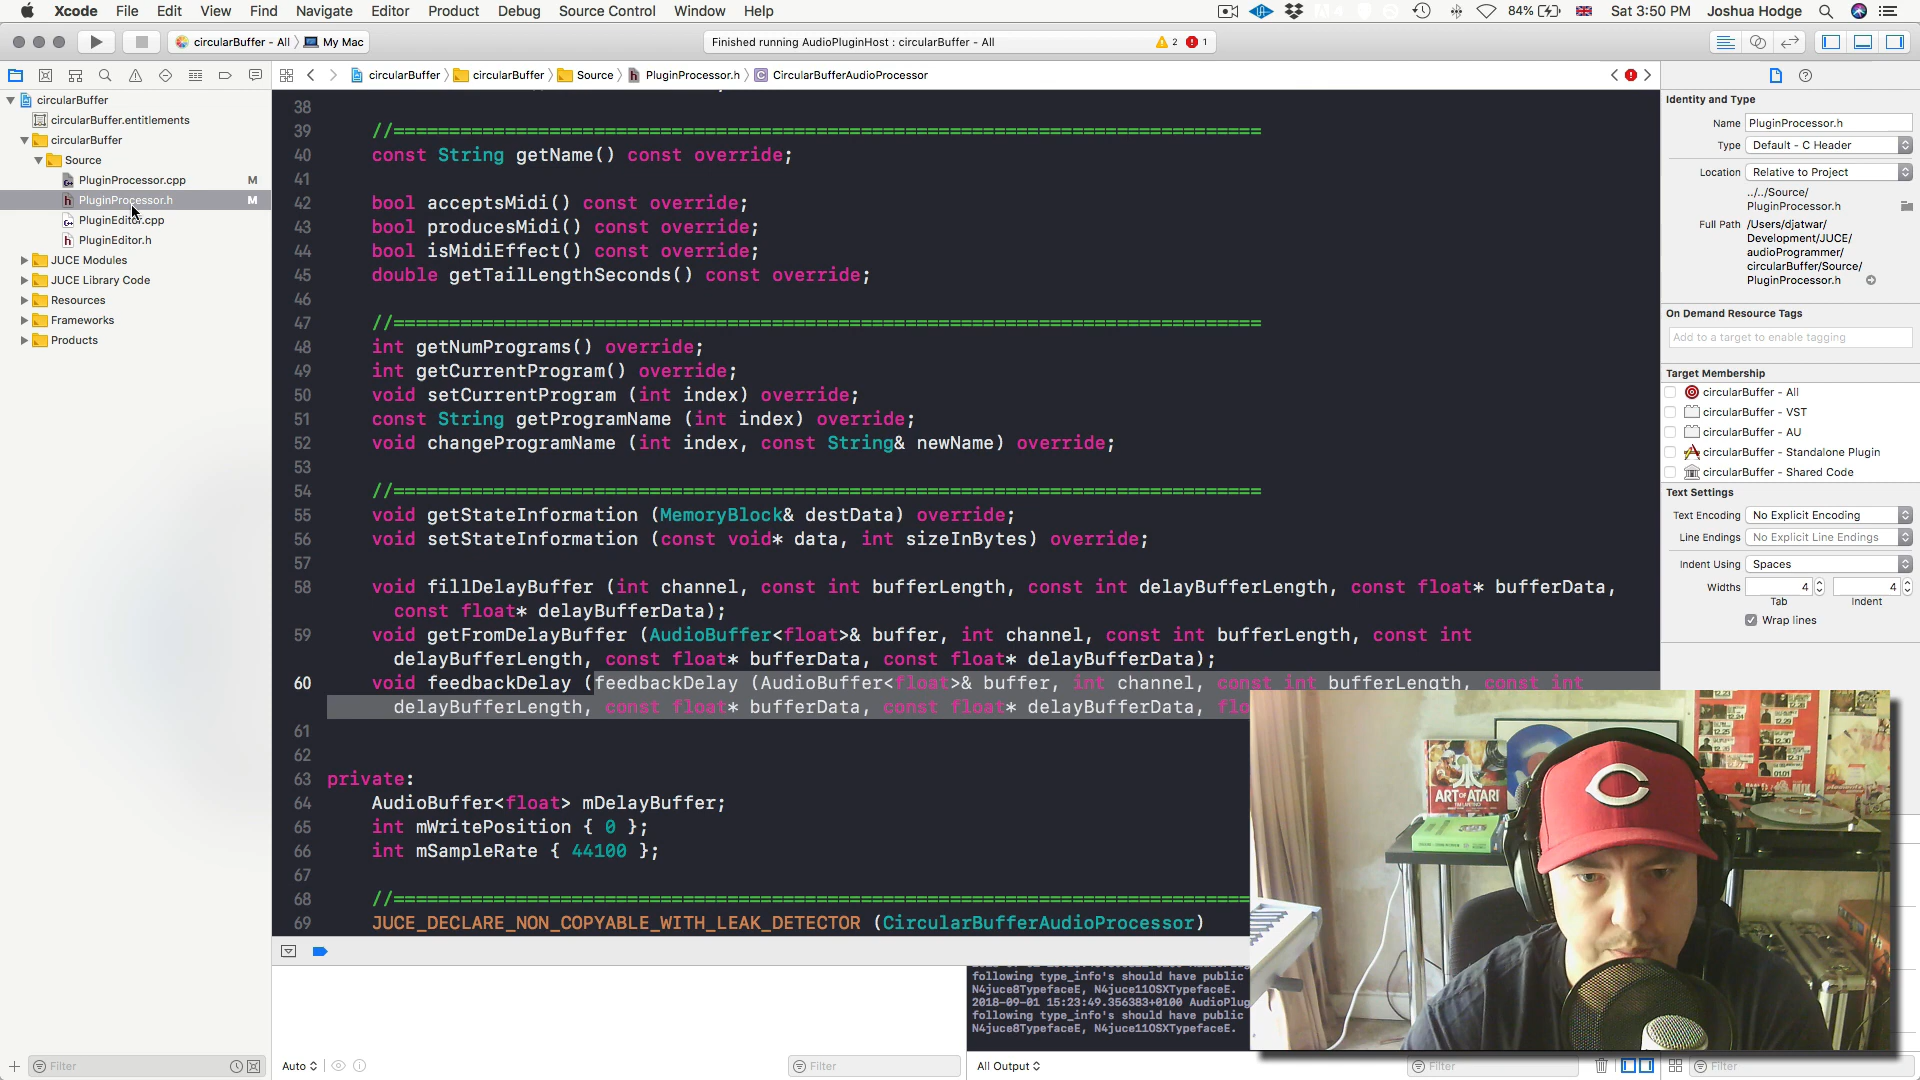 Xcode File Edit View Find Navigate Editor Product Debug Source Control Window Help
84% Sat 3:50 PM Joshua Hodge
circularBuffer - All My Mac
Finished running AudioPluginHost : circularBuffer - All 2 1
circularBuffer circularBuffer Source PluginProcessor.h CircularBufferAudioProcessor
circularBuffer
circularBuffer.entitlements
circularBuffer
Source
PluginProcessor.cpp M
PluginProcessor.h M
PluginEditor.cpp
PluginEditor.h
JUCE Modules
JUCE Library Code
Resources
Frameworks
Products
38
39 //==============================================================================
40 const String getName() const override;
41
42 bool acceptsMidi() const override;
43 bool producesMidi() const override;
44 bool isMidiEffect() const override;
45 double getTailLengthSeconds() const override;
46
47 //==============================================================================
48 int getNumPrograms() override;
49 int getCurrentProgram() override;
50 void setCurrentProgram (int index) override;
51 const String getProgramName (int index) override;
52 void changeProgramName (int index, const String& newName) override;
53
54 //==============================================================================
55 void getStateInformation (MemoryBlock& destData) override;
56 void setStateInformation (const void* data, int sizeInBytes) override;
57
58 void fillDelayBuffer (int channel, const int bufferLength, const int delayBufferLength, const float* bufferData,
const float* delayBufferData);
59 void getFromDelayBuffer (AudioBuffer<float>& buffer, int channel, const int bufferLength, const int
delayBufferLength, const float* bufferData, const float* delayBufferData);
60 void feedbackDelay (feedbackDelay (AudioBuffer<float>& buffer, int channel, const int bufferLength, const int
delayBufferLength, const float* bufferData, const float* delayBufferData, flo
61
62
63 private:
64 AudioBuffer<float> mDelayBuffer;
65 int mWritePosition { 0 };
66 int mSampleRate { 44100 };
67
68 //==============================================================================
69 JUCE_DECLARE_NON_COPYABLE_WITH_LEAK_DETECTOR (CircularBufferAudioProcessor)
following type_info's should have public
N4juce8TypefaceE, N4juce11OSXTypefaceE.
2018-09-01 15:23:49.356383+0100 AudioPlug
following type_info's should have public
N4juce8TypefaceE, N4juce11OSXTypefaceE.
Filter
Auto
Filter
All Output
Filter
Filter
Identity and Type
Name PluginProcessor.h
Type Default - C Header
Location Relative to Project
../../Source/
PluginProcessor.h
Full Path /Users/djatwar/
Development/JUCE/
audioProgrammer/
circularBuffer/Source/
PluginProcessor.h
On Demand Resource Tags
Add to a target to enable tagging
Target Membership
circularBuffer - All
circularBuffer - VST
circularBuffer - AU
circularBuffer - Standalone Plugin
circularBuffer - Shared Code
Text Settings
Text Encoding No Explicit Encoding
Line Endings No Explicit Line Endings
Indent Using Spaces
Widths 4 4
Tab Indent
Wrap lines
ART OF ATARI